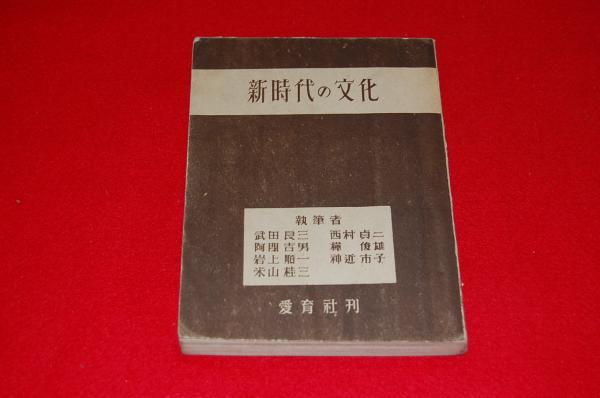 新時代の文化
執筆者
武田良三 西村貞二
阿閉吉男 樺 俊雄
岩上順一 神近市子
米山桂三
愛育社刊